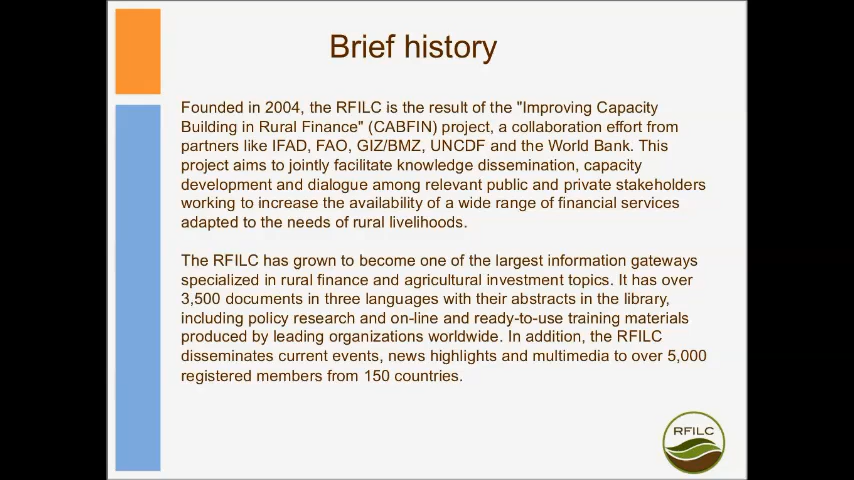 Brief history
Founded in 2004, the RFILC is the result of the "Improving Capacity
Building in Rural Finance" (CABFIN) project, a collaboration effort from
partners like IFAD, FAO, GIZ/BMZ, UNCDF and the World Bank. This
project aims to jointly facilitate knowledge dissemination, capacity
development and dialogue among relevant public and private stakeholders
working to increase the availability of a wide range of financial services
adapted to the needs of rural livelihoods.
The RFILC has grown to become one of the largest information gateways
specialized in rural finance and agricultural investment topics. It has over
3,500 documents in three languages with their abstracts in the library,
including policy research and on-line and ready-to-use training materials
produced by leading organizations worldwide. In addition, the RFILC
disseminates current events, news highlights and multimedia to over 5,000
registered members from 150 countries.
RFILC